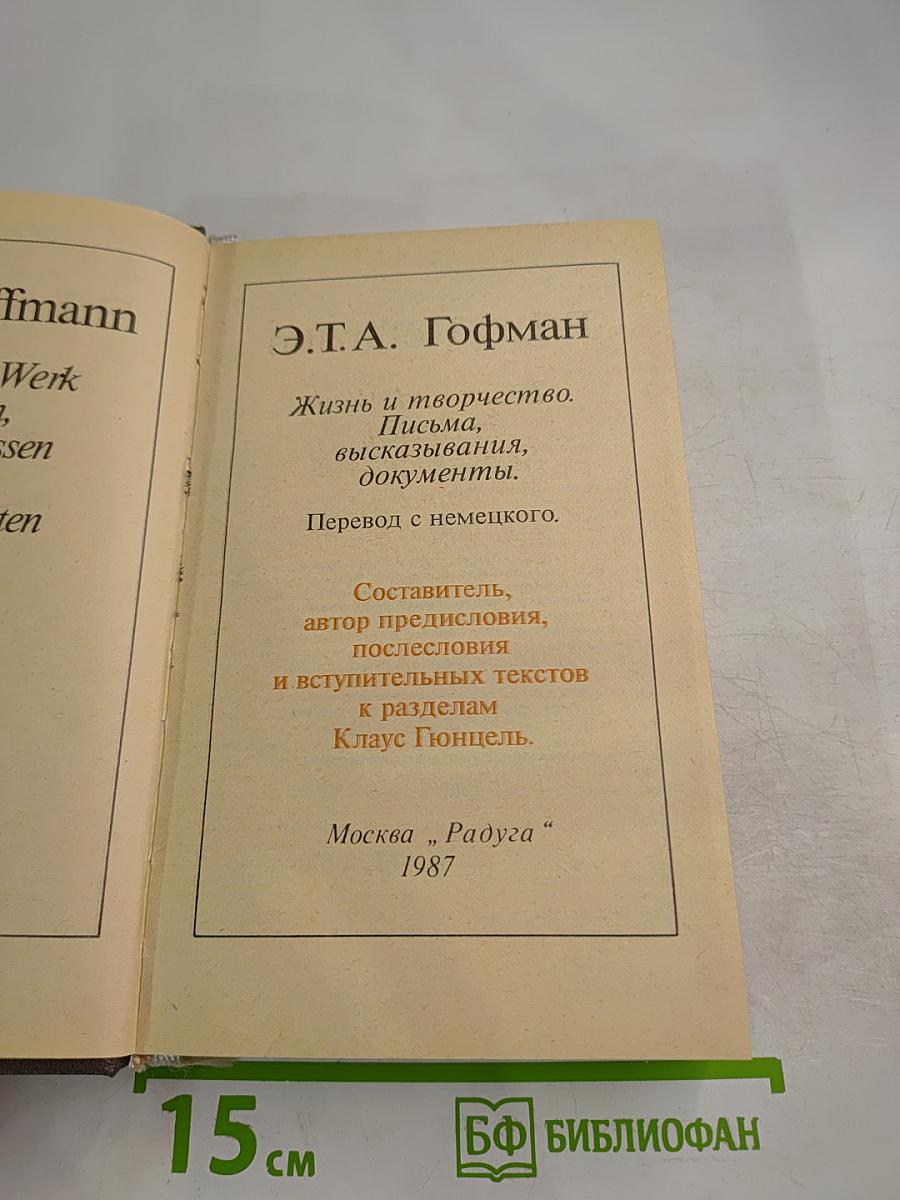 ffmann
Werk
ssen
ten
Э.Т.А. Гофман
Жизнь и творчество.
Письма,
высказывания,
документы.
Перевод с немецкого.
Составитель,
автор предисловия,
послесловия
и вступительных текстов
к разделам
Клаус Гюнцель.
Москва „Радуга“
1987
15 см
БФ БИБЛИОФАН